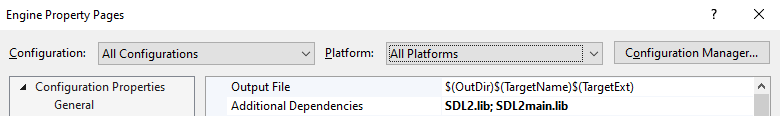 Engine Property Pages ? ×
Configuration: All Configurations Platform: All Platforms Configuration Manager...
Configuration Properties Output File $(OutDir)$(TargetName)$(TargetExt)
General Additional Dependencies SDL2.lib; SDL2main.lib